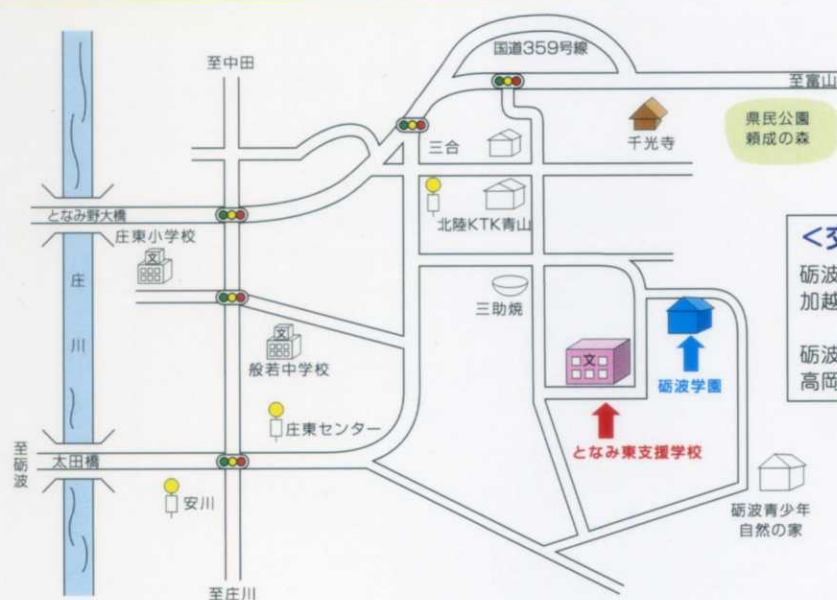 国道359号線
至中田
至富山
県民公園
頼成の森
千光寺
三合
北陸KTK青山
となみ野大橋
庄東小学校
文
庄川
三助焼
文
般若中学校
文
砺波学園
となみ東支援学校
庄東センター
至砺波
太田橋
安川
砺波青少年
自然の家
至庄川
砺波
加越
砺波
高岡